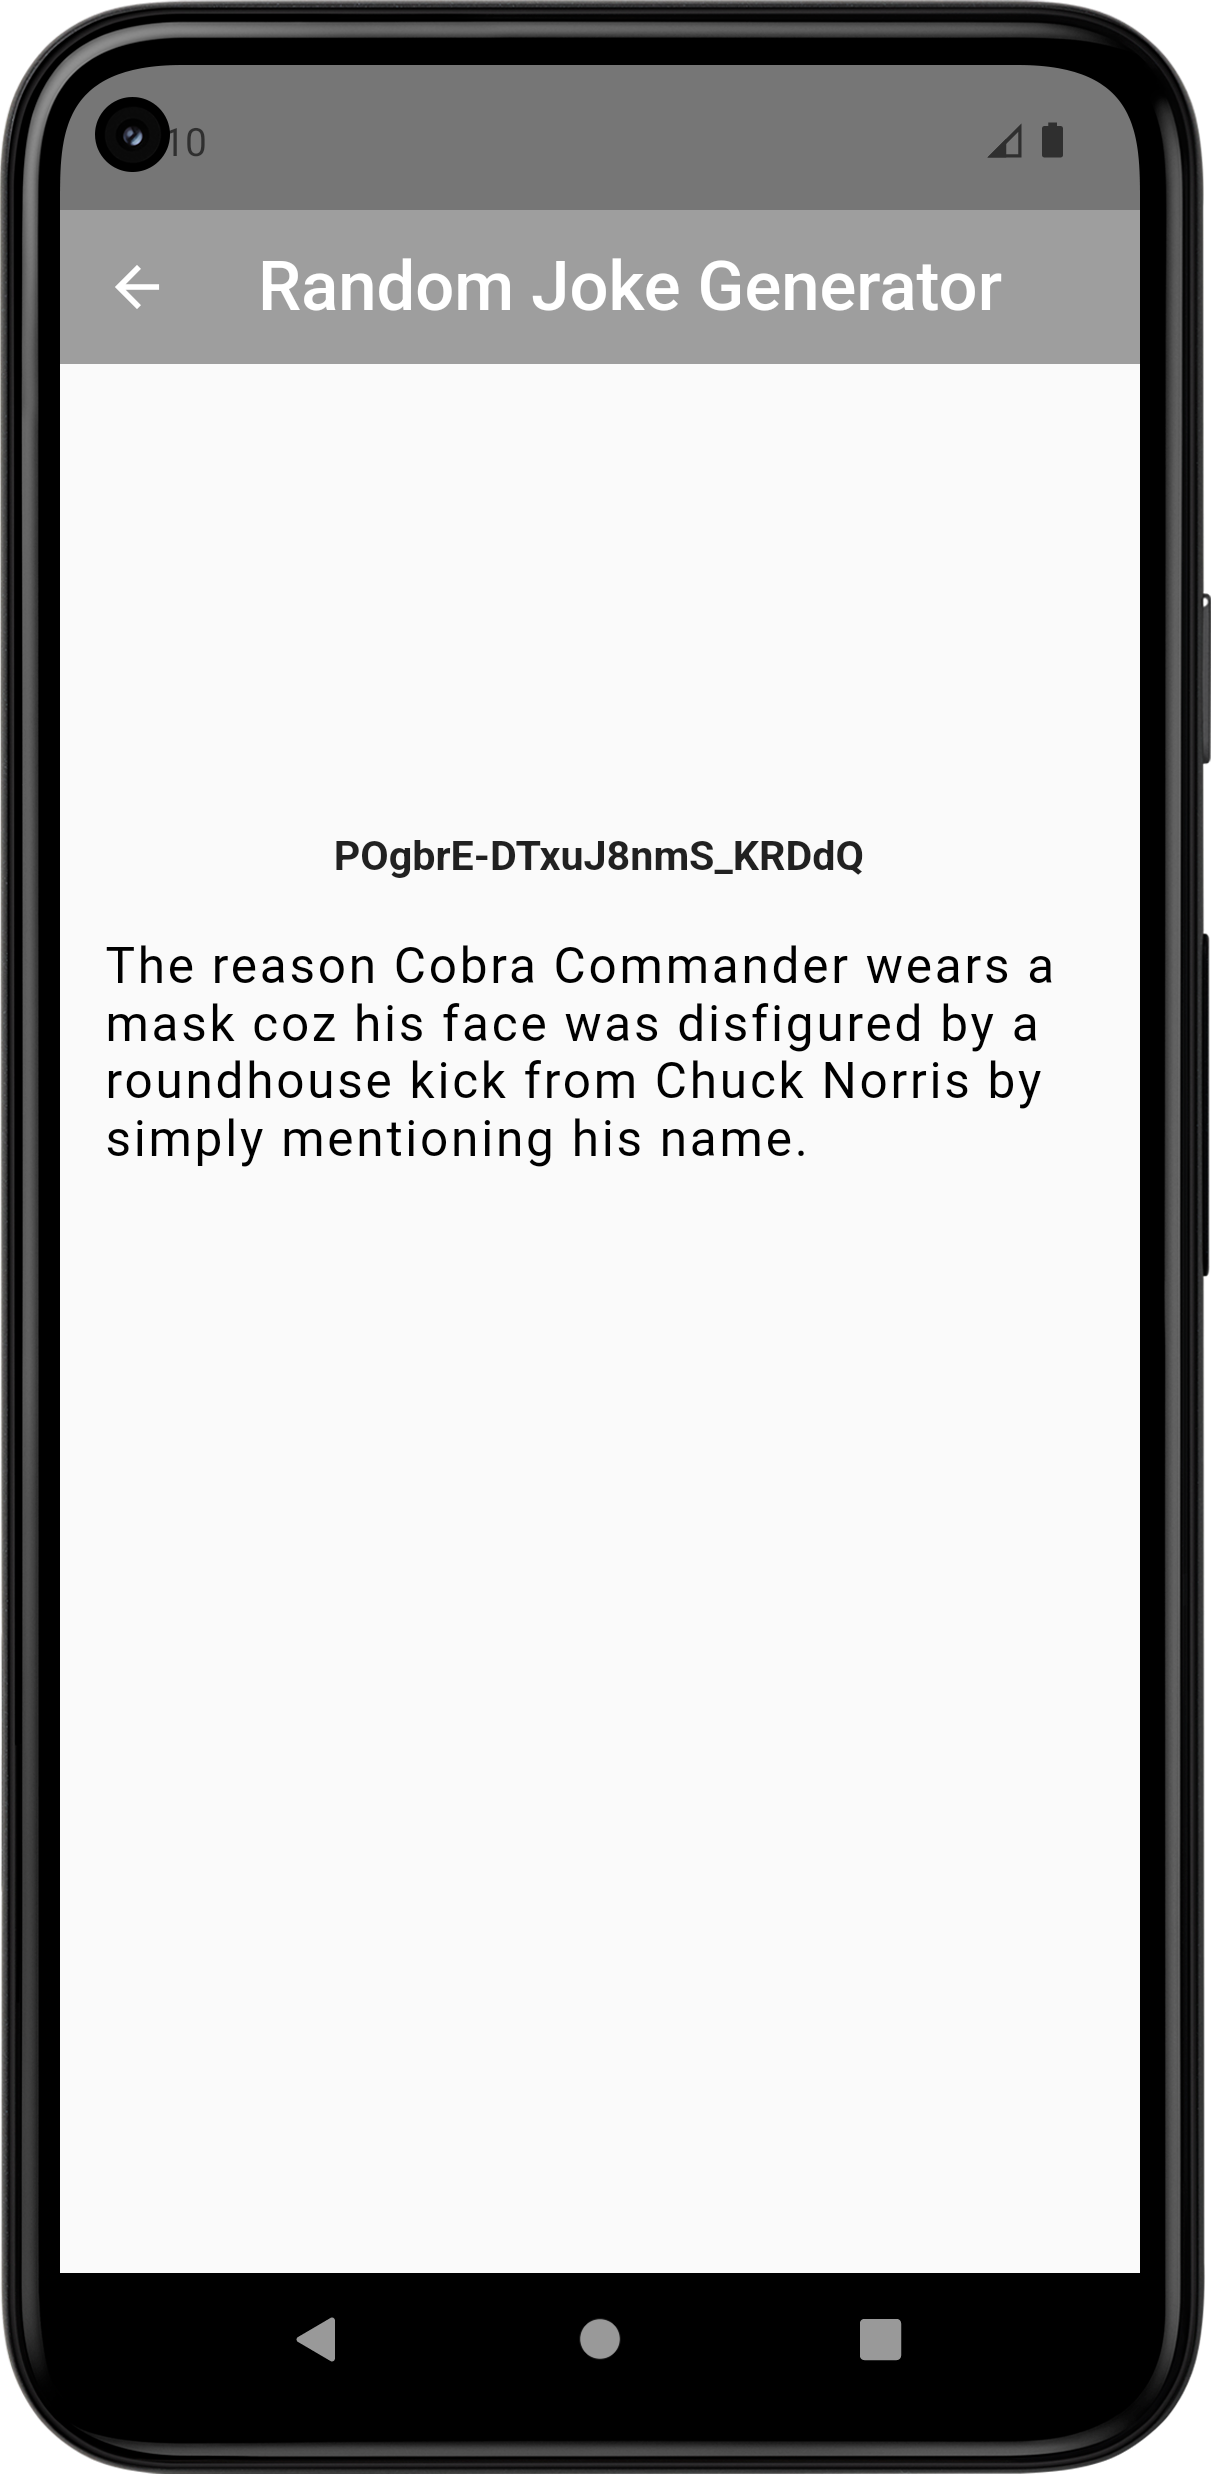 10
Random Joke Generator
POgbrE-DTxuJ8nmS_KRDdQ
The reason Cobra Commander wears a
mask coz his face was disfigured by a
roundhouse kick from Chuck Norris by
simply mentioning his name.